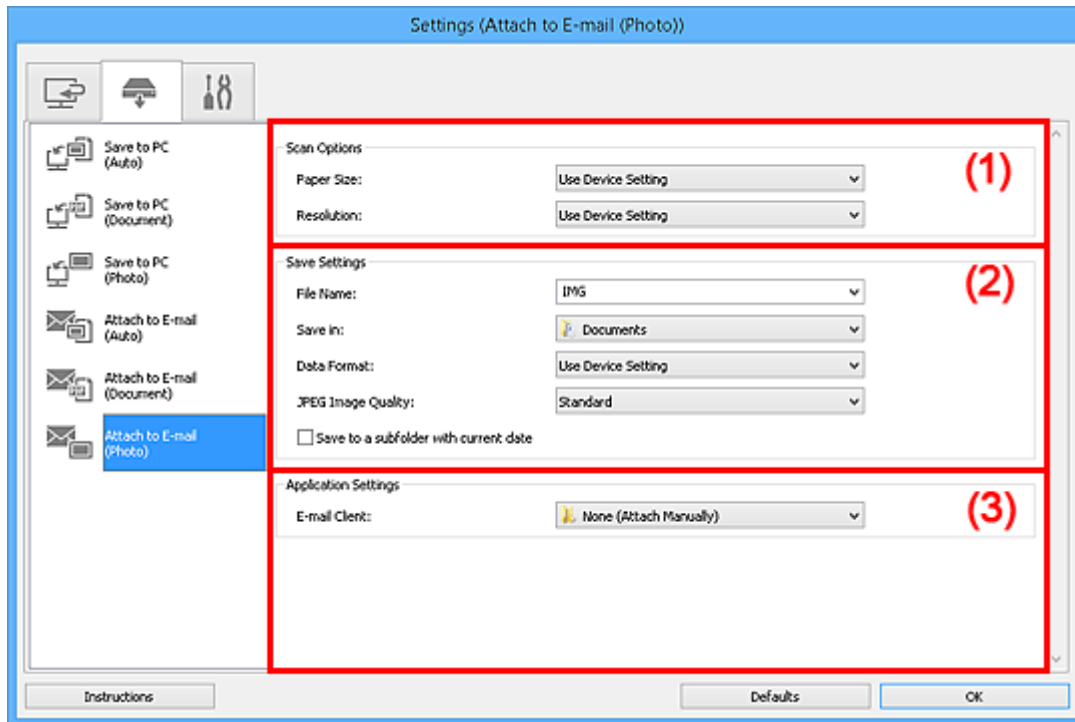 Settings (Attach to E-mail (Photo))
Save to PC
(Auto)
Save to PC
(Document)
Save to PC
(Photo)
Attach to E-mail
(Auto)
Attach to E-mail
(Document)
Attach to E-mail
(Photo)
Scan Options
(1)
Paper Size: Use Device Setting
Resolution: Use Device Setting
Save Settings
(2)
File Name: IMG
Save in: Documents
Data Format: Use Device Setting
JPEG Image Quality: Standard
Save to a subfolder with current date
Application Settings
(3)
E-mail Client: None (Attach Manually)
Instructions Defaults OK